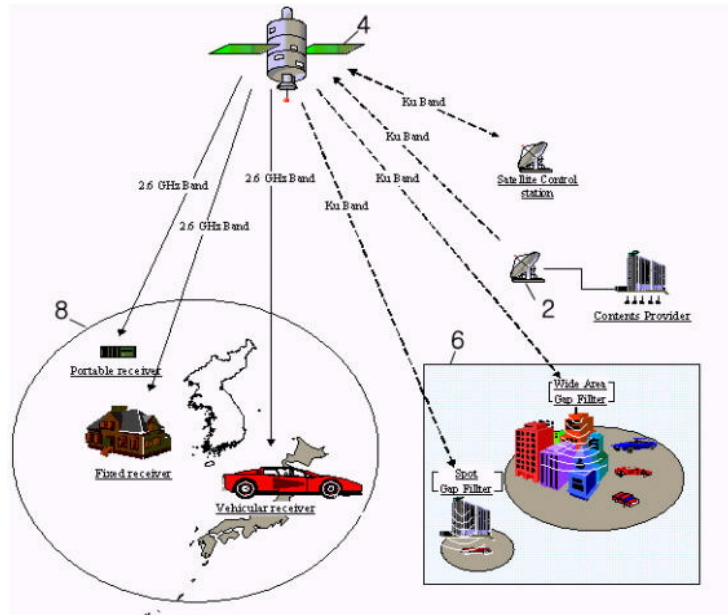 4
Ku Band
Ku Band
Satellite Control
station
2.6 GHz Band
2.6 GHz Band
2.6 GHz Band
Ku Band
Ku Band
2
Contents Provider
8
6
Portable receiver
Fixed receiver
Vehicular receiver
Wide Area
Gap Fillter
Spot
Gap Fillter